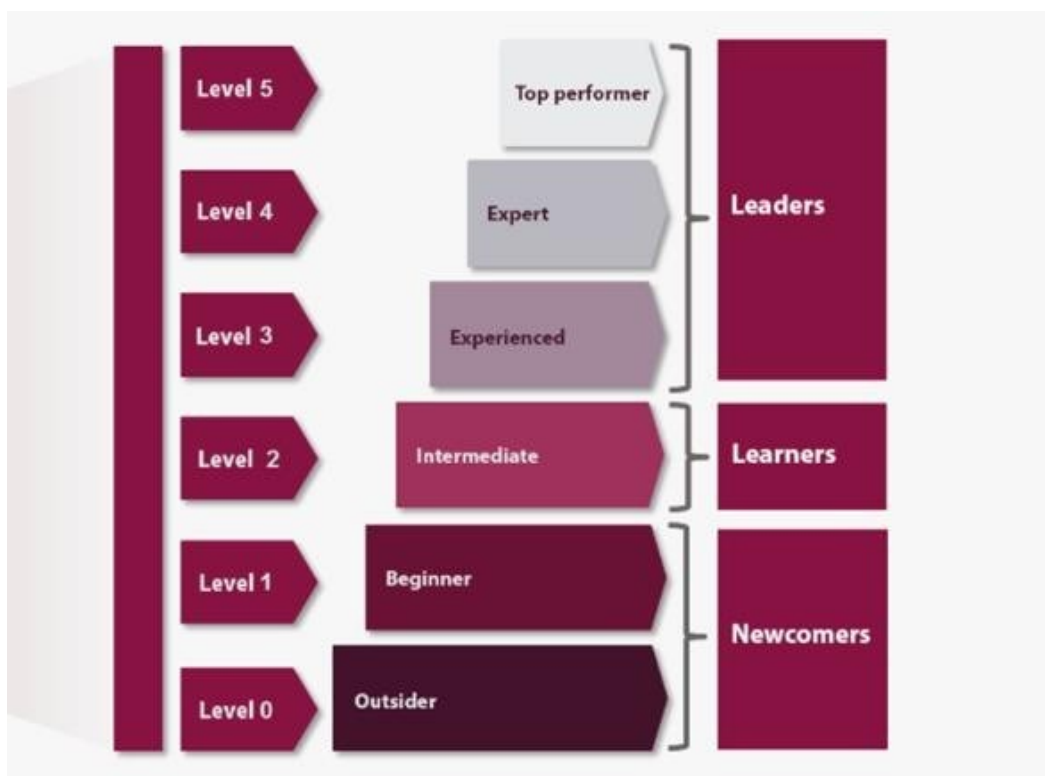 Level 5
Top performer
Level 4
Expert
Leaders
Level 3
Experienced
Level 2
Intermediate
Learners
Level 1
Beginner
Newcomers
Level 0
Outsider